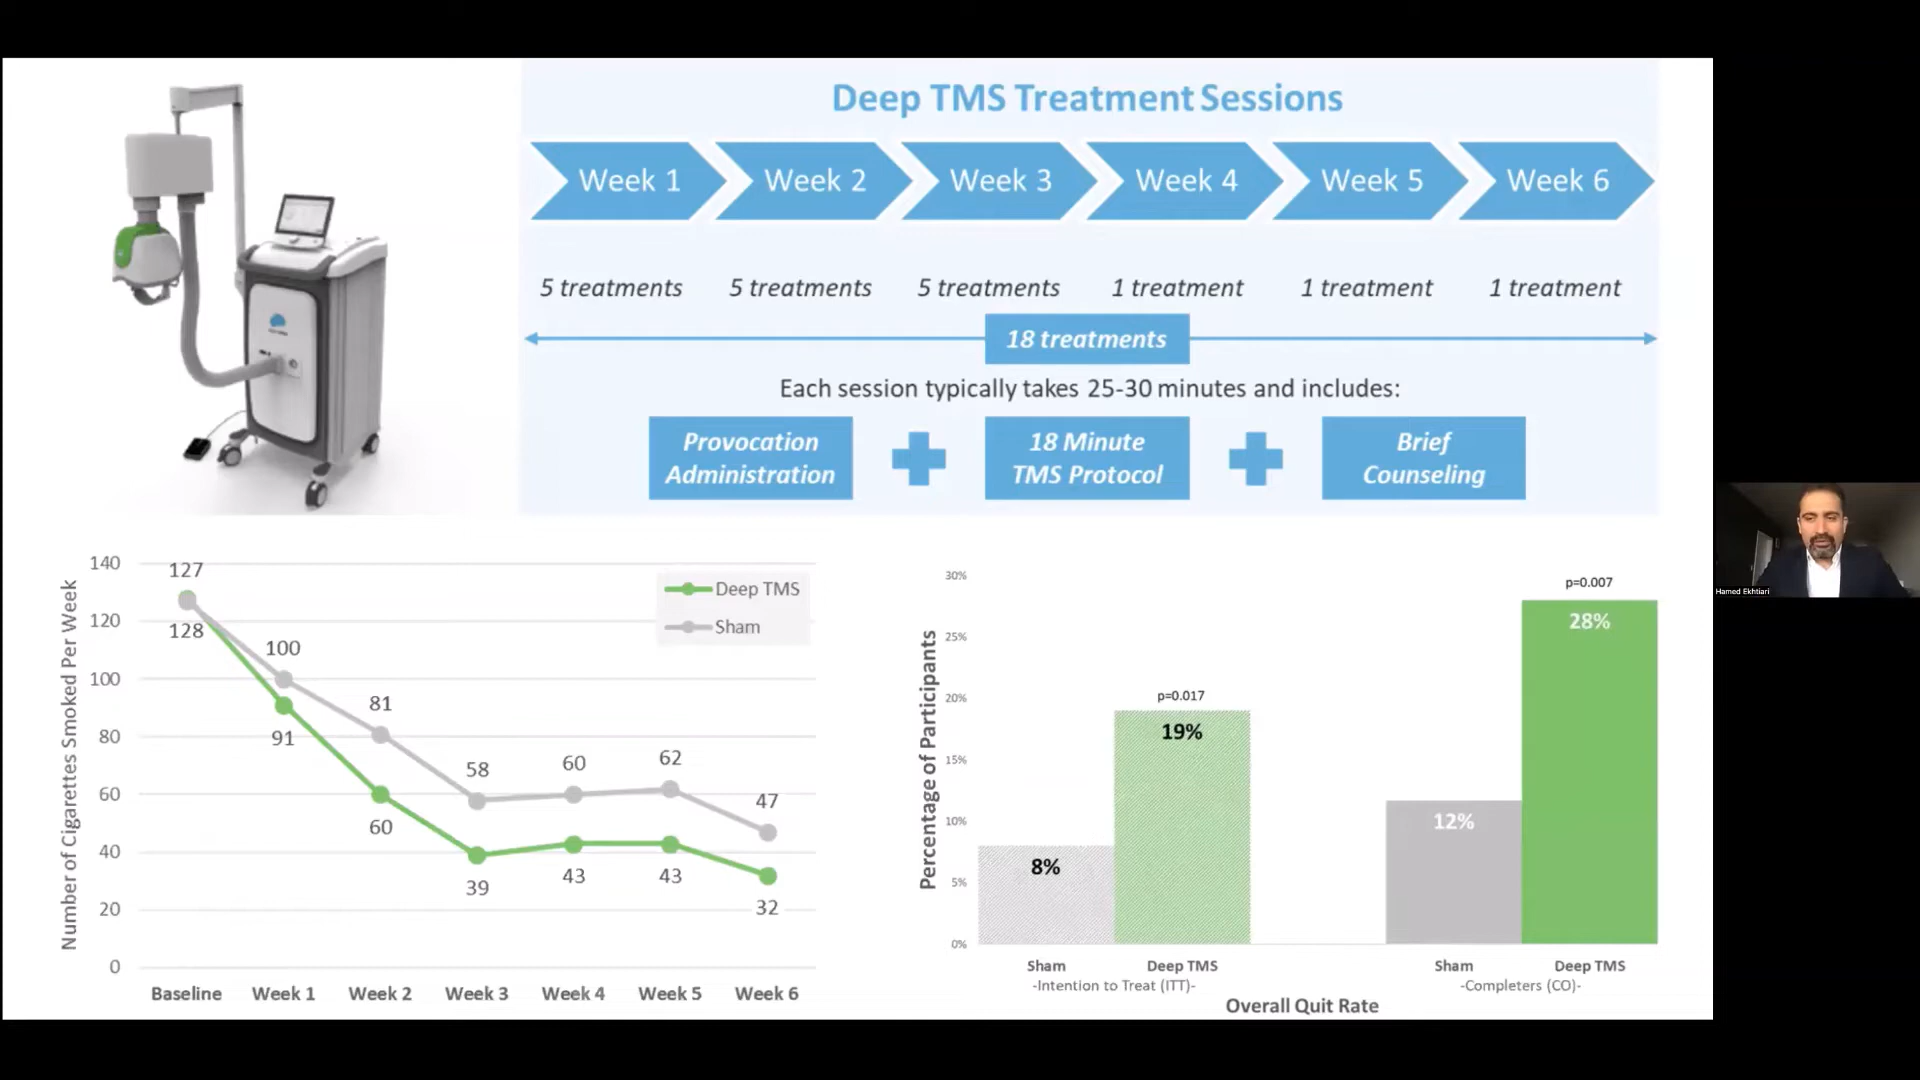 Deep TMS Treatment Sessions
Week 1
Week 2
Week 3
Week 4
Week 5
Week 6
5 treatments
5 treatments
5 treatments
1 treatment
1 treatment
1 treatment
18 treatments
Each session typically takes 25-30 minutes and includes:
Provocation
Administration
18 Minute
TMS Protocol
Brief
Counseling
Number of Cigarettes Smoked Per Week
140
120
100
80
60
40
20
0
127
128
100
91
81
60
58
39
60
43
62
43
47
32
Deep TMS
Sham
Baseline
Week 1
Week 2
Week 3
Week 4
Week 5
Week 6
Percentage of Participants
30%
25%
20%
15%
10%
5%
0%
8%
p=0.017
19%
12%
p=0.007
28%
Sham
Deep TMS
-Intention to Treat (ITT)-
Sham
Deep TMS
-Completers (CO)-
Overall Quit Rate
Hamed Ekhtiari